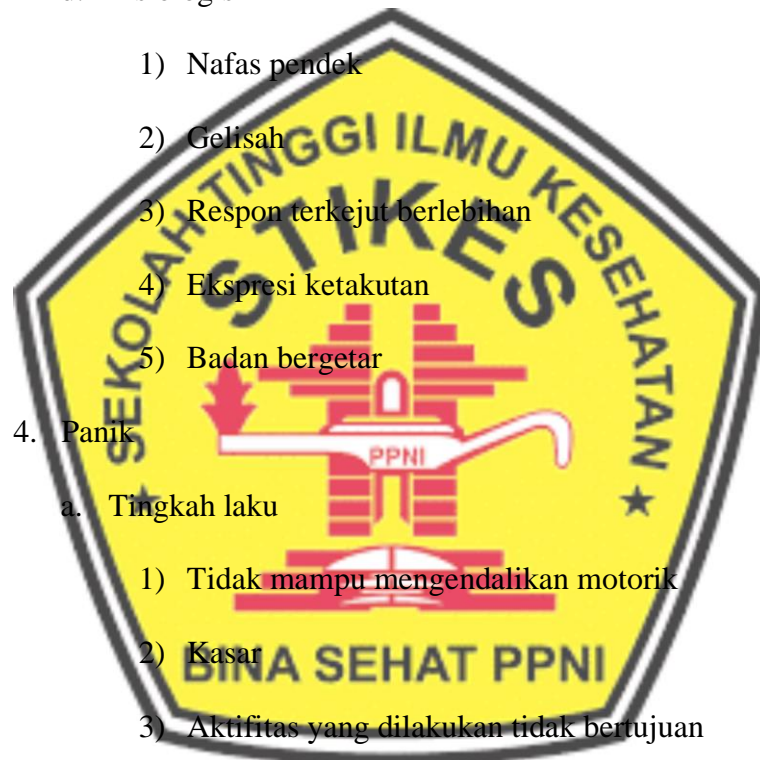 1) Nafas pendek
2) Gelisah
3) Respon terkejut berlebihan
4) Ekspresi ketakutan
5) Badan bergetar
4. Panik
a. Tingkah laku
1) Tidak mampu mengendalikan motorik
2) Kasar
3) Aktifitas yang dilakukan tidak bertujuan
SEKOLAH TINGGI ILMU KESEHATAN
STIKES
PPNI
BINA SEHAT PPNI